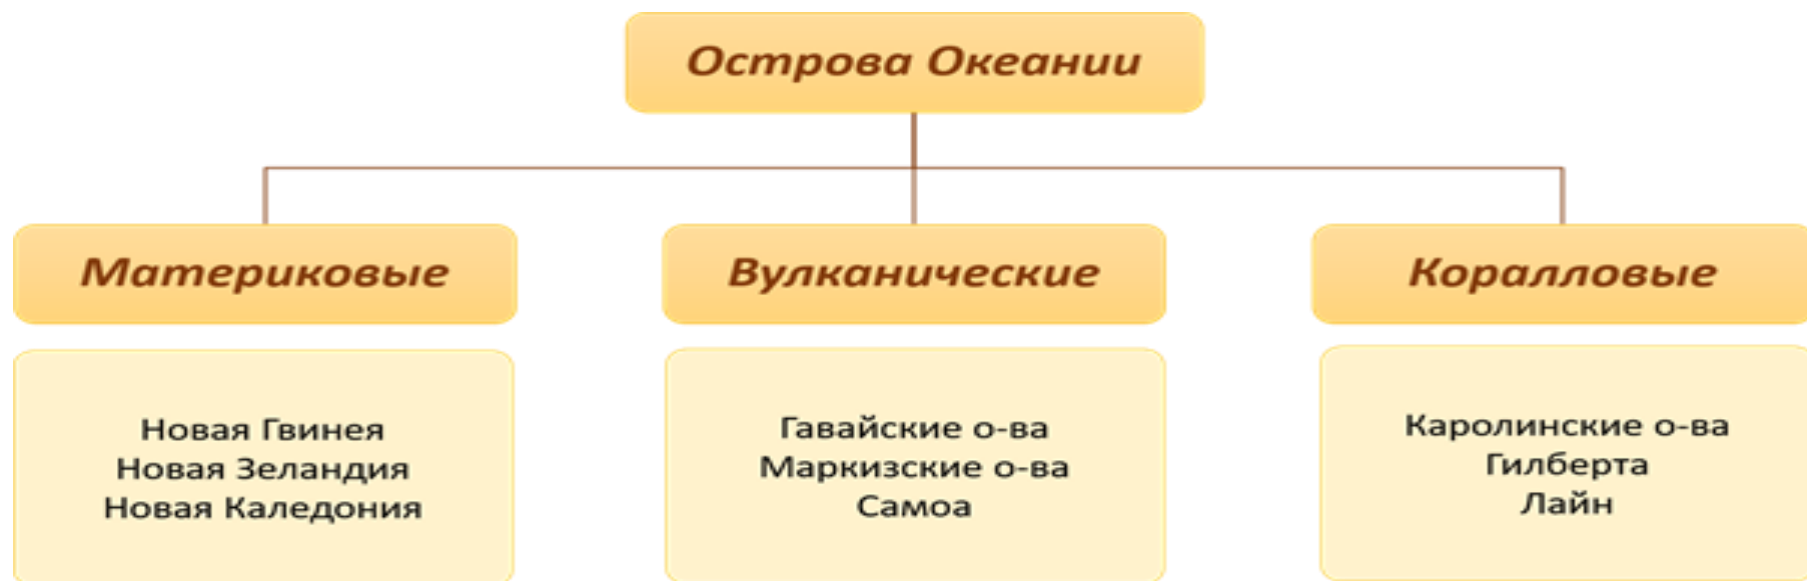 Острова Океании
Материковые
Вулканические
Коралловые
Новая Гвинея
Новая Зеландия
Новая Каледония
Гавайские о-ва
Маркизские о-ва
Самоа
Каролинские о-ва
Гилберта
Лайн